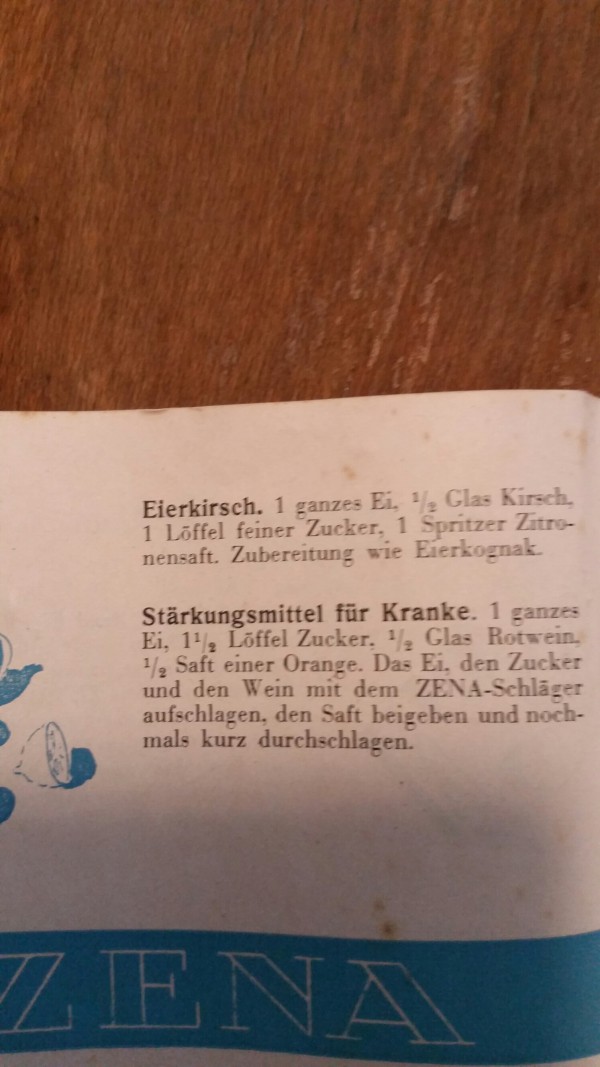 Eierkirsch. 1 ganzes Ei, 1/2 Glas Kirsch,
1 Löffel feiner Zucker, 1 Spritzer Zitro-
nensaft. Zubereitung wie Eierkognak.
Stärkungsmittel für Kranke. 1 ganzes
Ei, 1 1/2 Löffel Zucker, 1/2 Glas Rotwein,
1/2 Saft einer Orange. Das Ei, den Zucker
und den Wein mit dem ZENA-Schläger
aufschlagen, den Saft beigeben und noch-
mals kurz durchschlagen.
ZENA